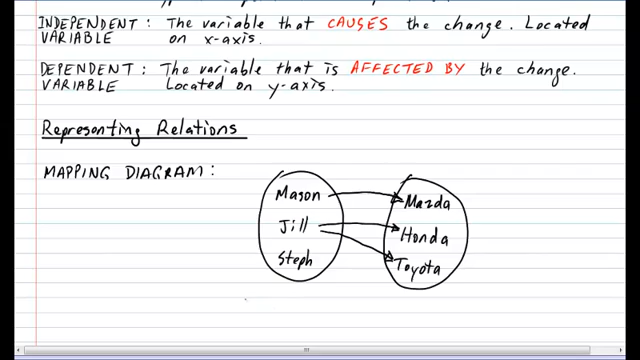 INDEPENDENT: The variable that CAUSES the change. Located
VARIABLE on x-axis.
DEPENDENT: The variable that is AFFECTED BY the change.
VARIABLE Located on y-axis.
Representing Relations
MAPPING DIAGRAM:
Mason Mazda
Jill Honda
Steph Toyota